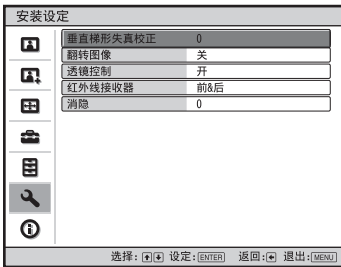 安装设定
垂直梯形失真校正 0
翻转图像 关
透镜控制 开
红外线接收器 前&后
消隐 0
选择: 设定: ENTER 返回: 退出: MENU